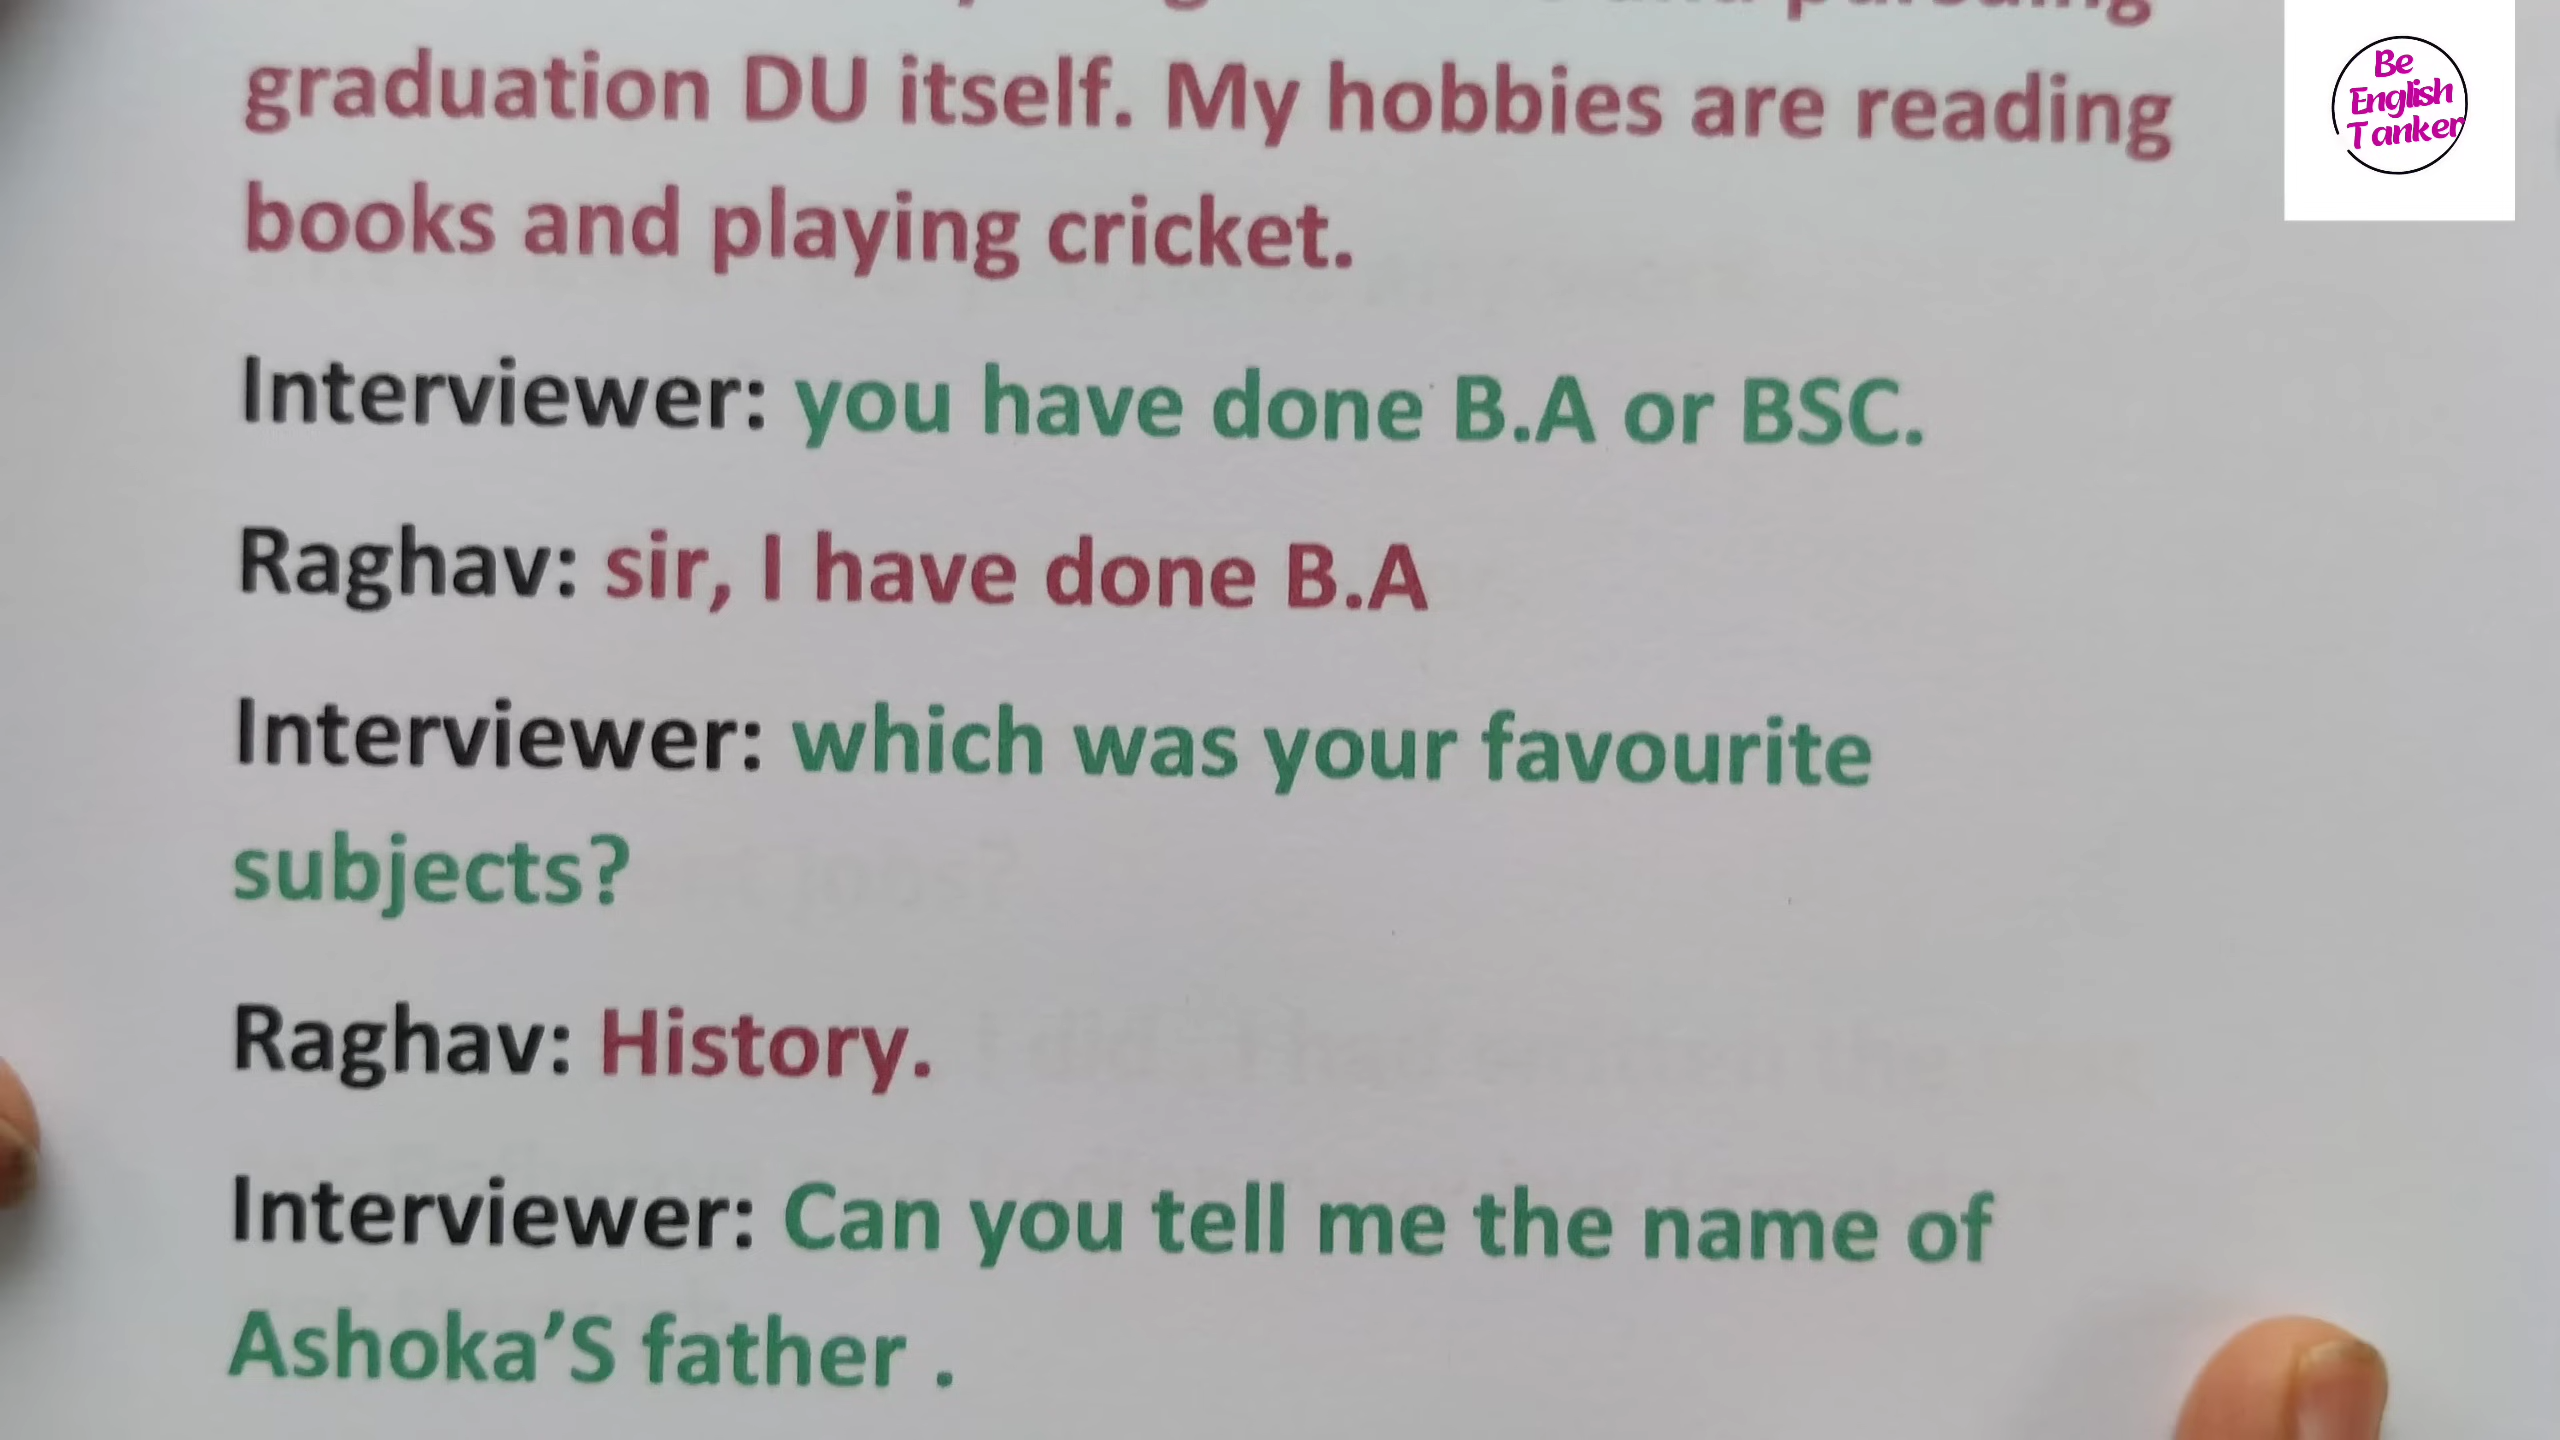 graduation DU itself. My hobbies are reading
books and playing cricket.
Interviewer: you have done B.A or BSC.
Raghav: sir, I have done B.A
Interviewer: which was your favourite
subjects?
Raghav: History.
Interviewer: Can you tell me the name of
Ashoka’S father .
Be
English
Tanker